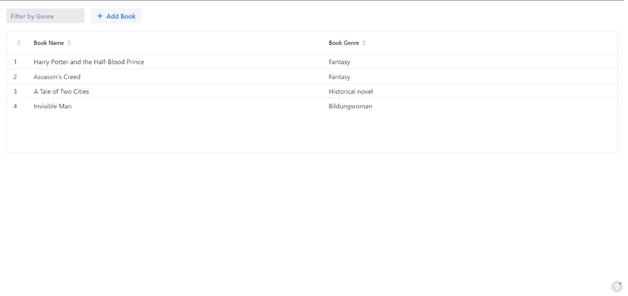 Filter by Genre
+ Add Book
Book Name Book Genre
1 Harry Potter and the Half-Blood Prince Fantasy
2 Assassin's Creed Fantasy
3 A Tale of Two Cities Historical novel
4 Invisible Man Bildungsroman